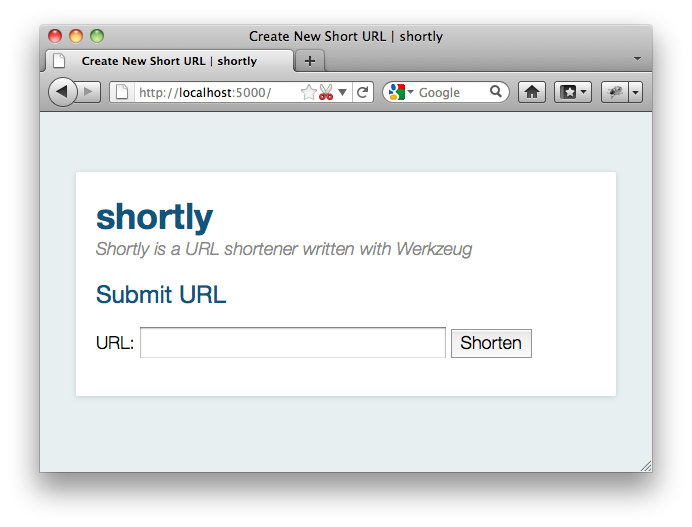 Create New Short URL | shortly
Create New Short URL | shortly
http://localhost:5000/
Google
shortly
Shortly is a URL shortener written with Werkzeug
Submit URL
URL: Shorten